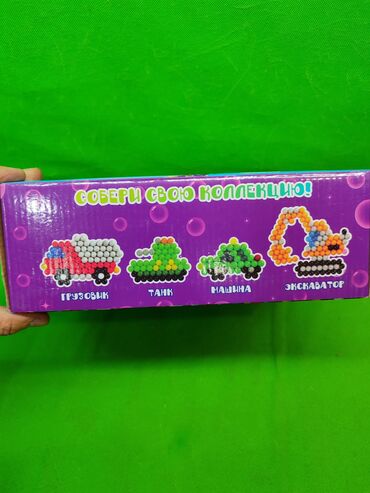 СОБЕРИ СВОЮ КОЛЛЕКЦИЮ!
ГРУЗОВИК
ТАНК
МАШИНА
ЭКСКАВАТОР